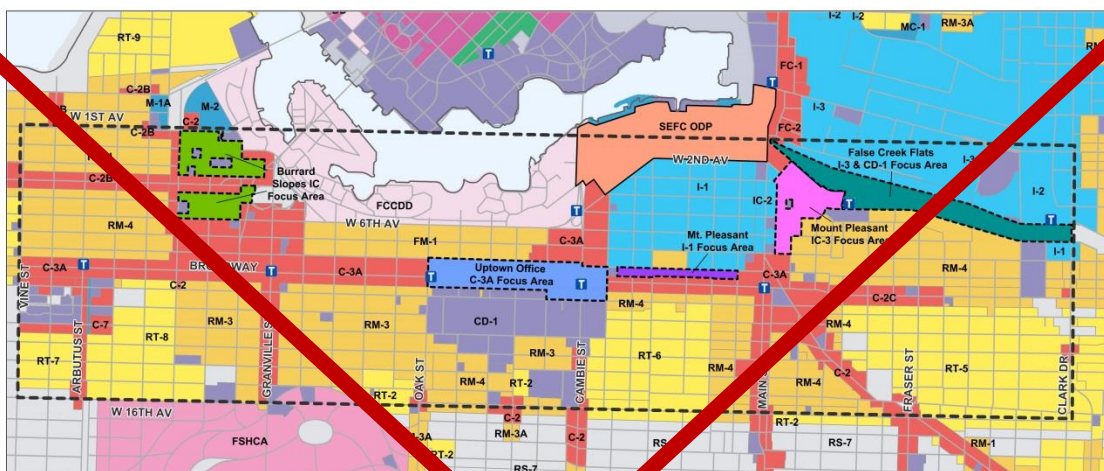 I-2
I-2
MC-1
RM-3A
RT-9
FC-1
C-2B
M-1A
M-2
I-3
C-2
W 1ST AV
C-2B
SEFC ODP
FC-2
W 2ND AV
False Creek Flats
I-3 & CD-1 Focus Area
I-3
Burrard
Slopes IC
Focus Area
C-2B
I-1
I-2
FCCDD
IC-2
W 6TH AV
RM-4
Mount Pleasant
IC-3 Focus Area
FM-1
C-3A
Mt. Pleasant
I-1 Focus Area
I-1
C-3A
BROADWAY
C-3A
Uptown Office
C-3A Focus Area
C-3A
RM-4
C-2
RM-4
C-2C
VINE ST
CD-1
C-7
RM-3
RM-3
RM-4
RT-8
RT-6
RM-3
RT-7
ARBUTUS ST
GRANVILLE S
OAK ST
RM-4
RT-2
CAMBIE ST
RM-4
MAIN
RM-4
C-2
FRASER ST
RT-5
CLARK DR
RT-2
W 16TH AV
C-2
RT-2
FSHCA
RM-3A
RT-2
C-2
RS-7
RM-1
T
T
T
T
T
T
T
T
T
T